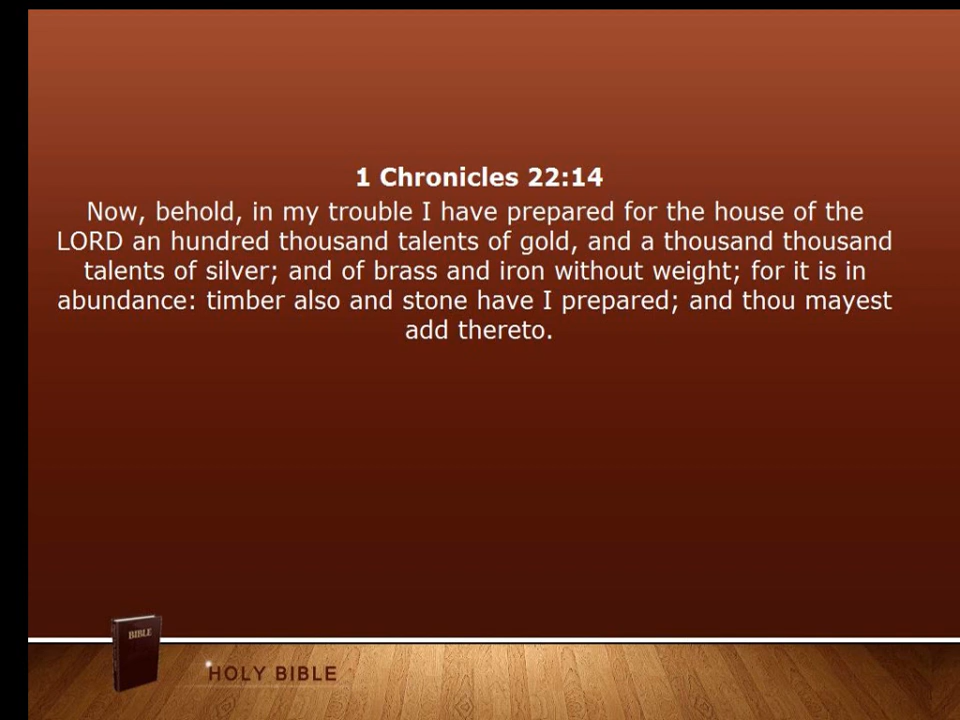 1 Chronicles 22:14
Now, behold, in my trouble I have prepared for the house of the
LORD an hundred thousand talents of gold, and a thousand thousand
talents of silver; and of brass and iron without weight; for it is in
abundance: timber also and stone have I prepared; and thou mayest
add thereto.
BIBLE
HOLY BIBLE